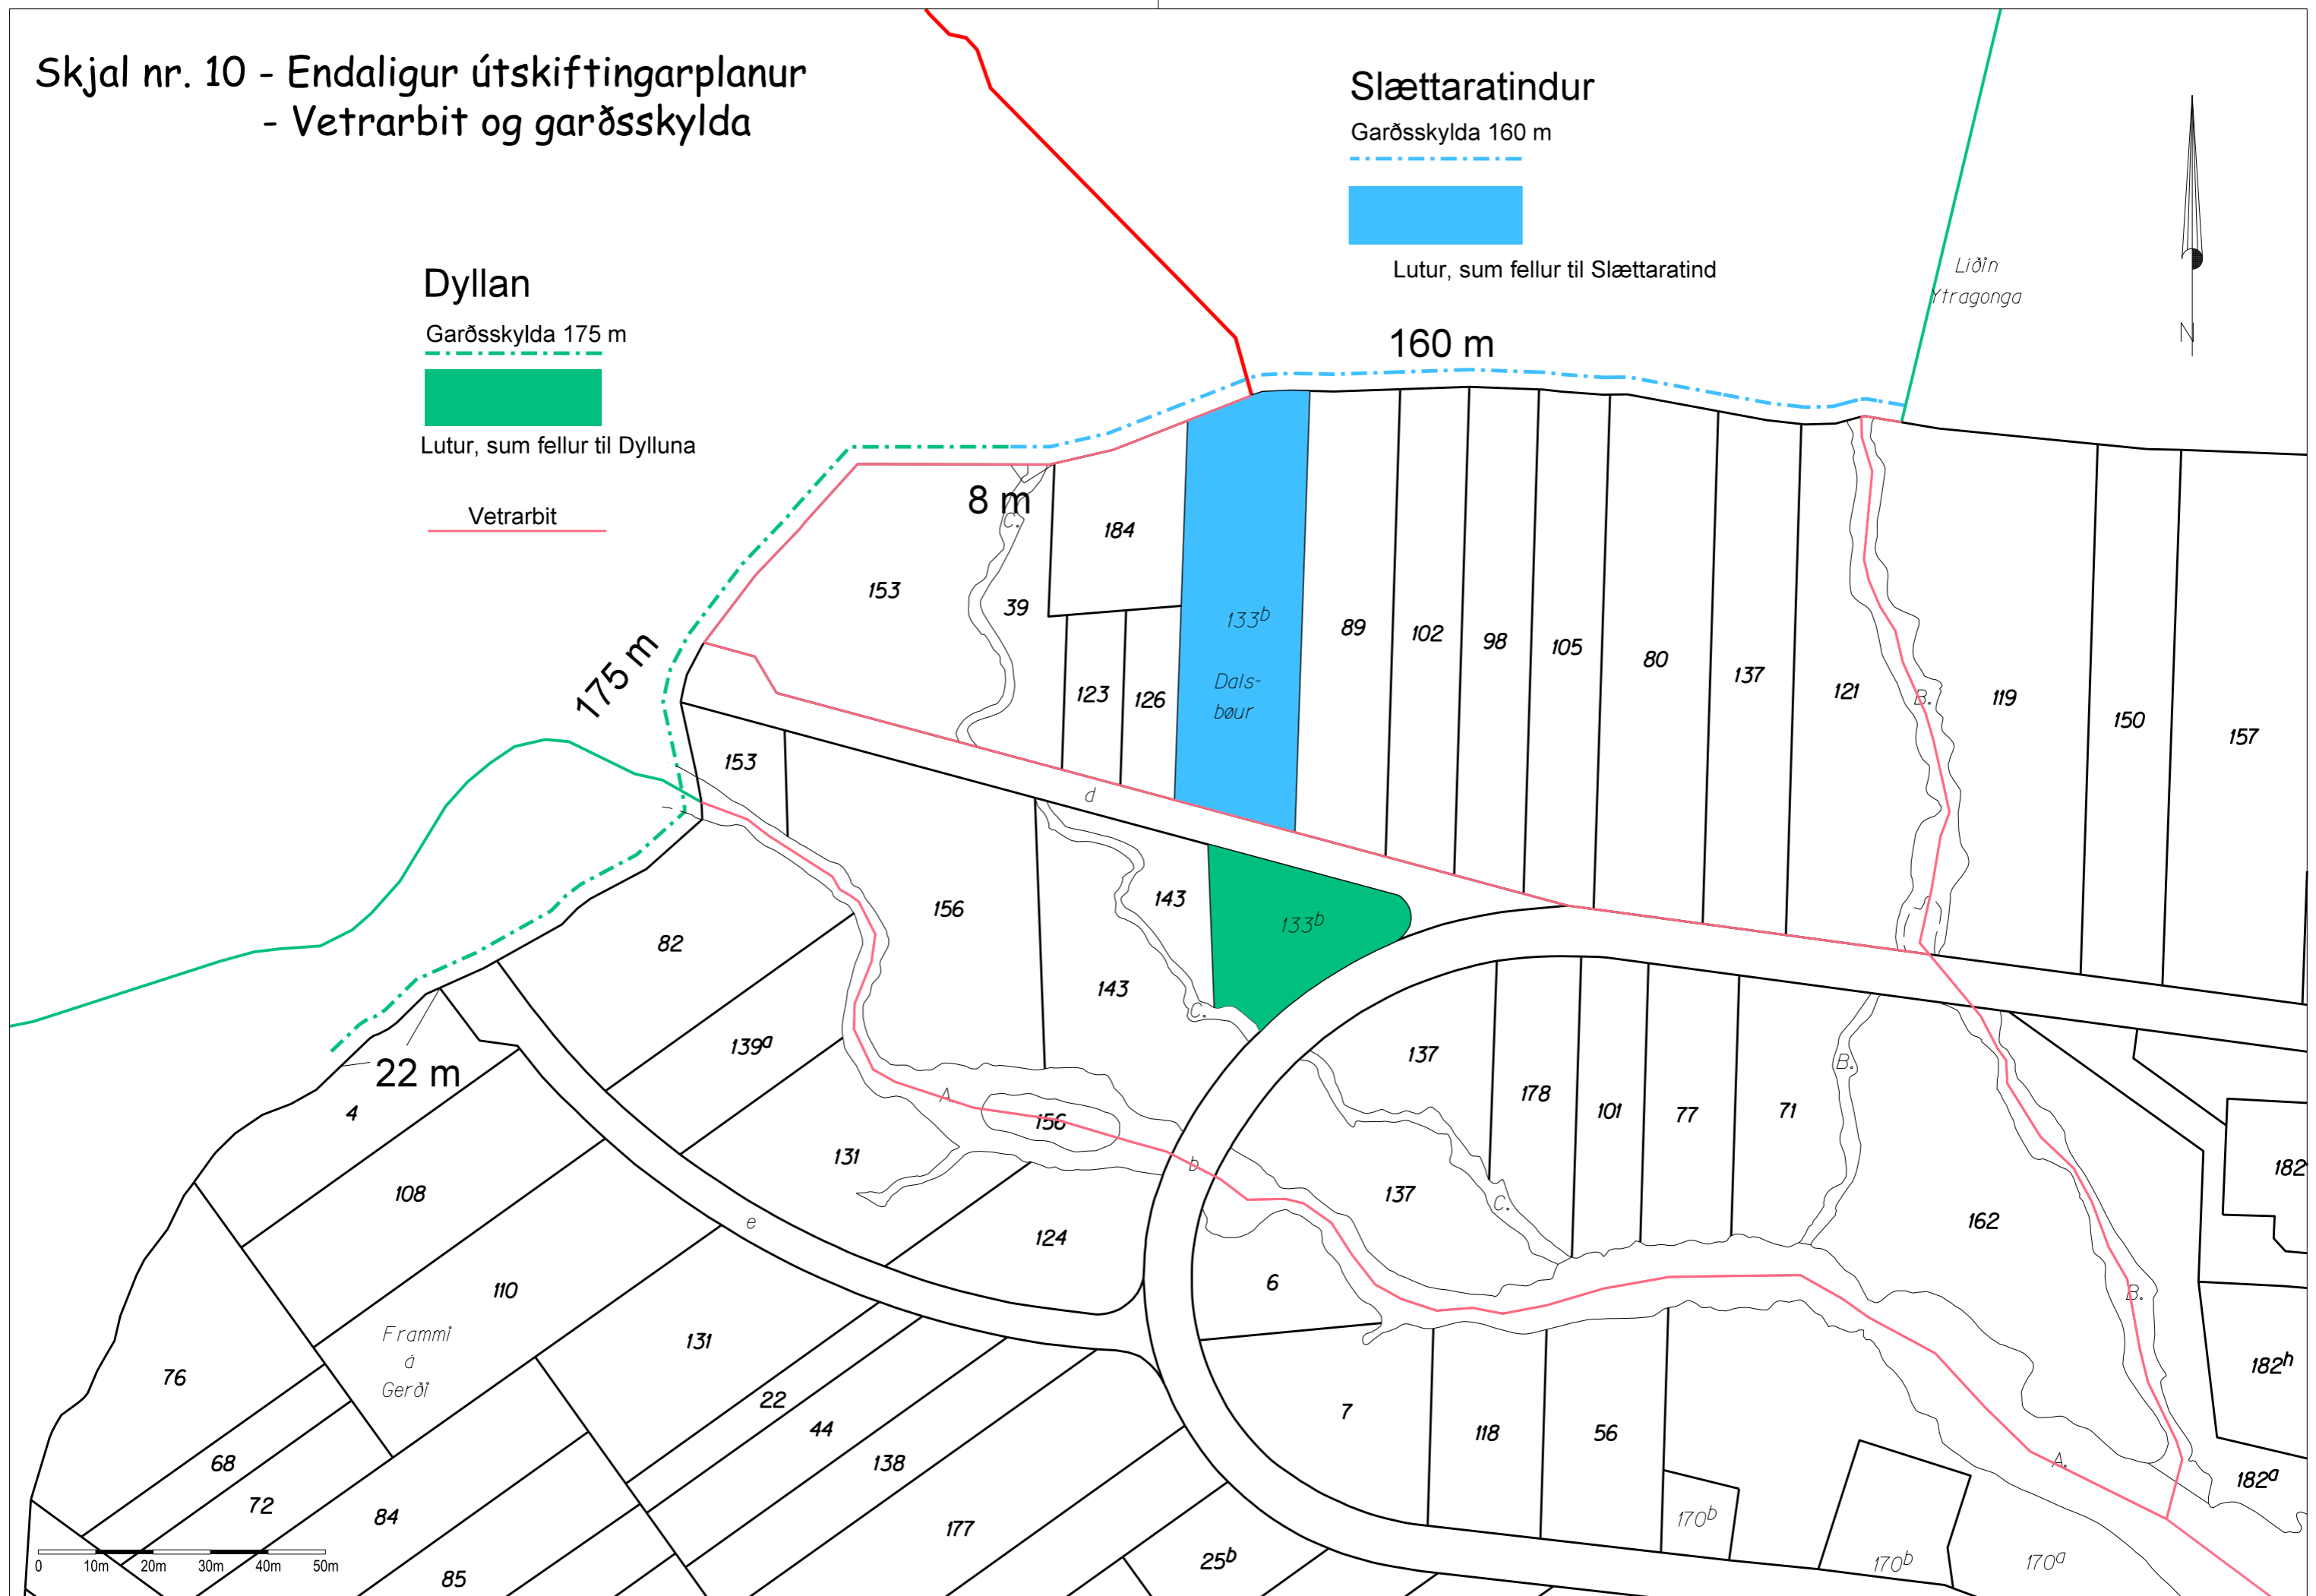 Skjal nr. 10 - Endaligur útskiftingarplanur
- Vetrarbit og garðsskylda
Slættaratindur
Garðsskylda 160 m
Lutur, sum fellur til Slættaratind
Dyllan
Garðsskylda 175 m
Lutur, sum fellur til Dylluna
Vetrarbit
Liðin
Ytragonga
N
160 m
8 m
175 m
22 m
C.
184
153
39
123
126
133b
Dals-
bøur
89
102
98
105
80
137
121
B.
119
150
157
153
d
156
143
133b
143
C.
82
139a
131
A
156
b
124
e
4
108
110
Frammi
á
Gerði
131
76
68
72
84
85
22
44
138
177
25b
137
178
101
77
71
B.
137
C.
162
6
7
118
56
B.
A.
170b
170b
170a
182
182h
182a
0 10m 20m 30m 40m 50m